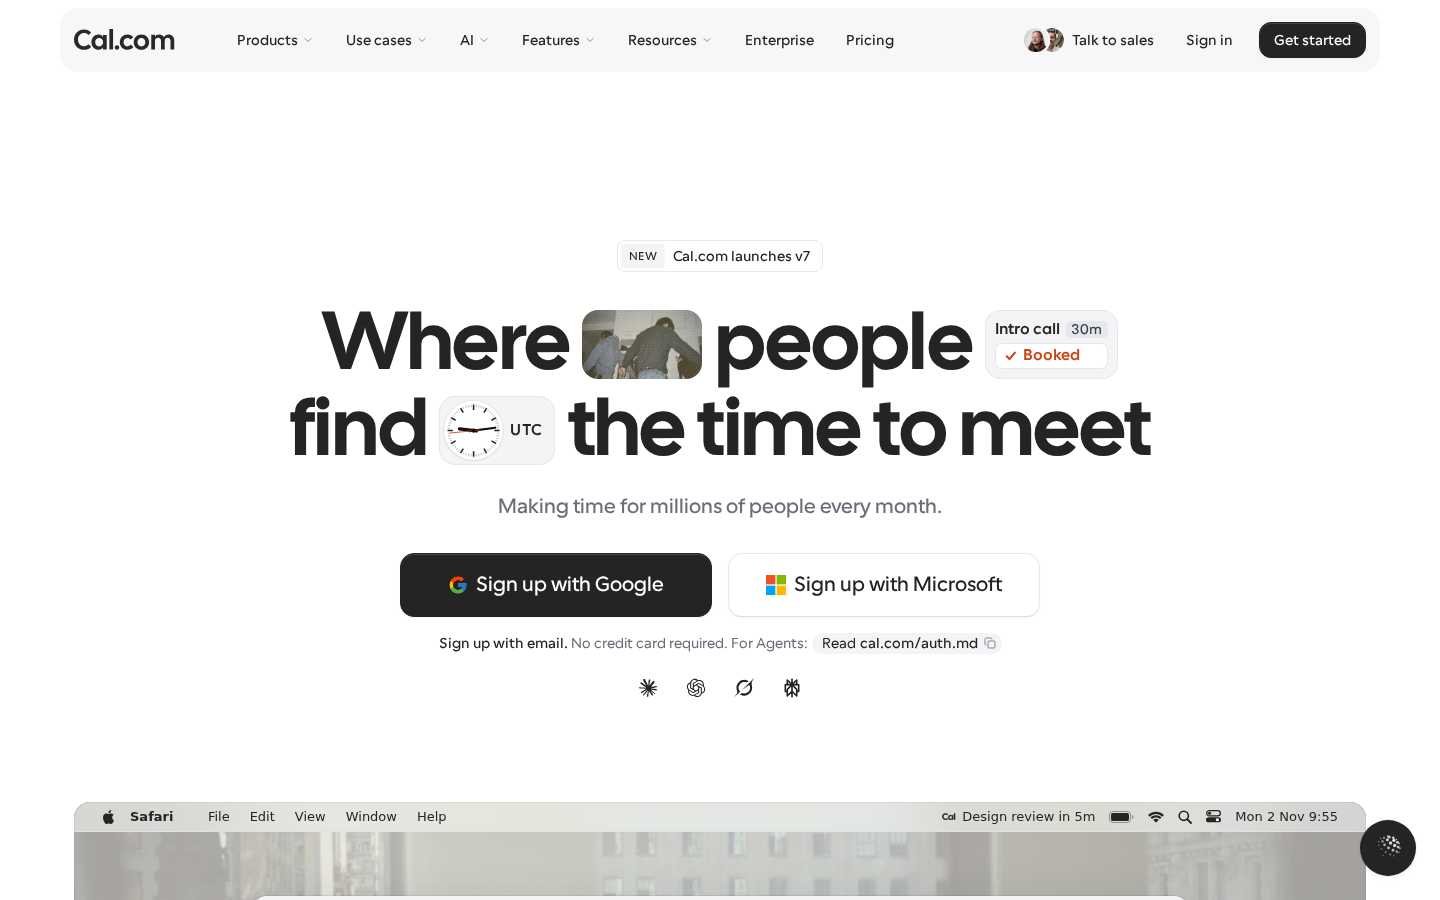 Cal.com Products Use cases AI Features Resources Enterprise Pricing Talk to sales Sign in Get started
NEW Cal.com launches v7
Where people Intro call 30m
Booked
find UTC the time to meet
Making time for millions of people every month.
Sign up with Google Sign up with Microsoft
Sign up with email. No credit card required. For Agents: Read cal.com/auth.md
Safari File Edit View Window Help Cal Design review in 5m Mon 2 Nov 9:55